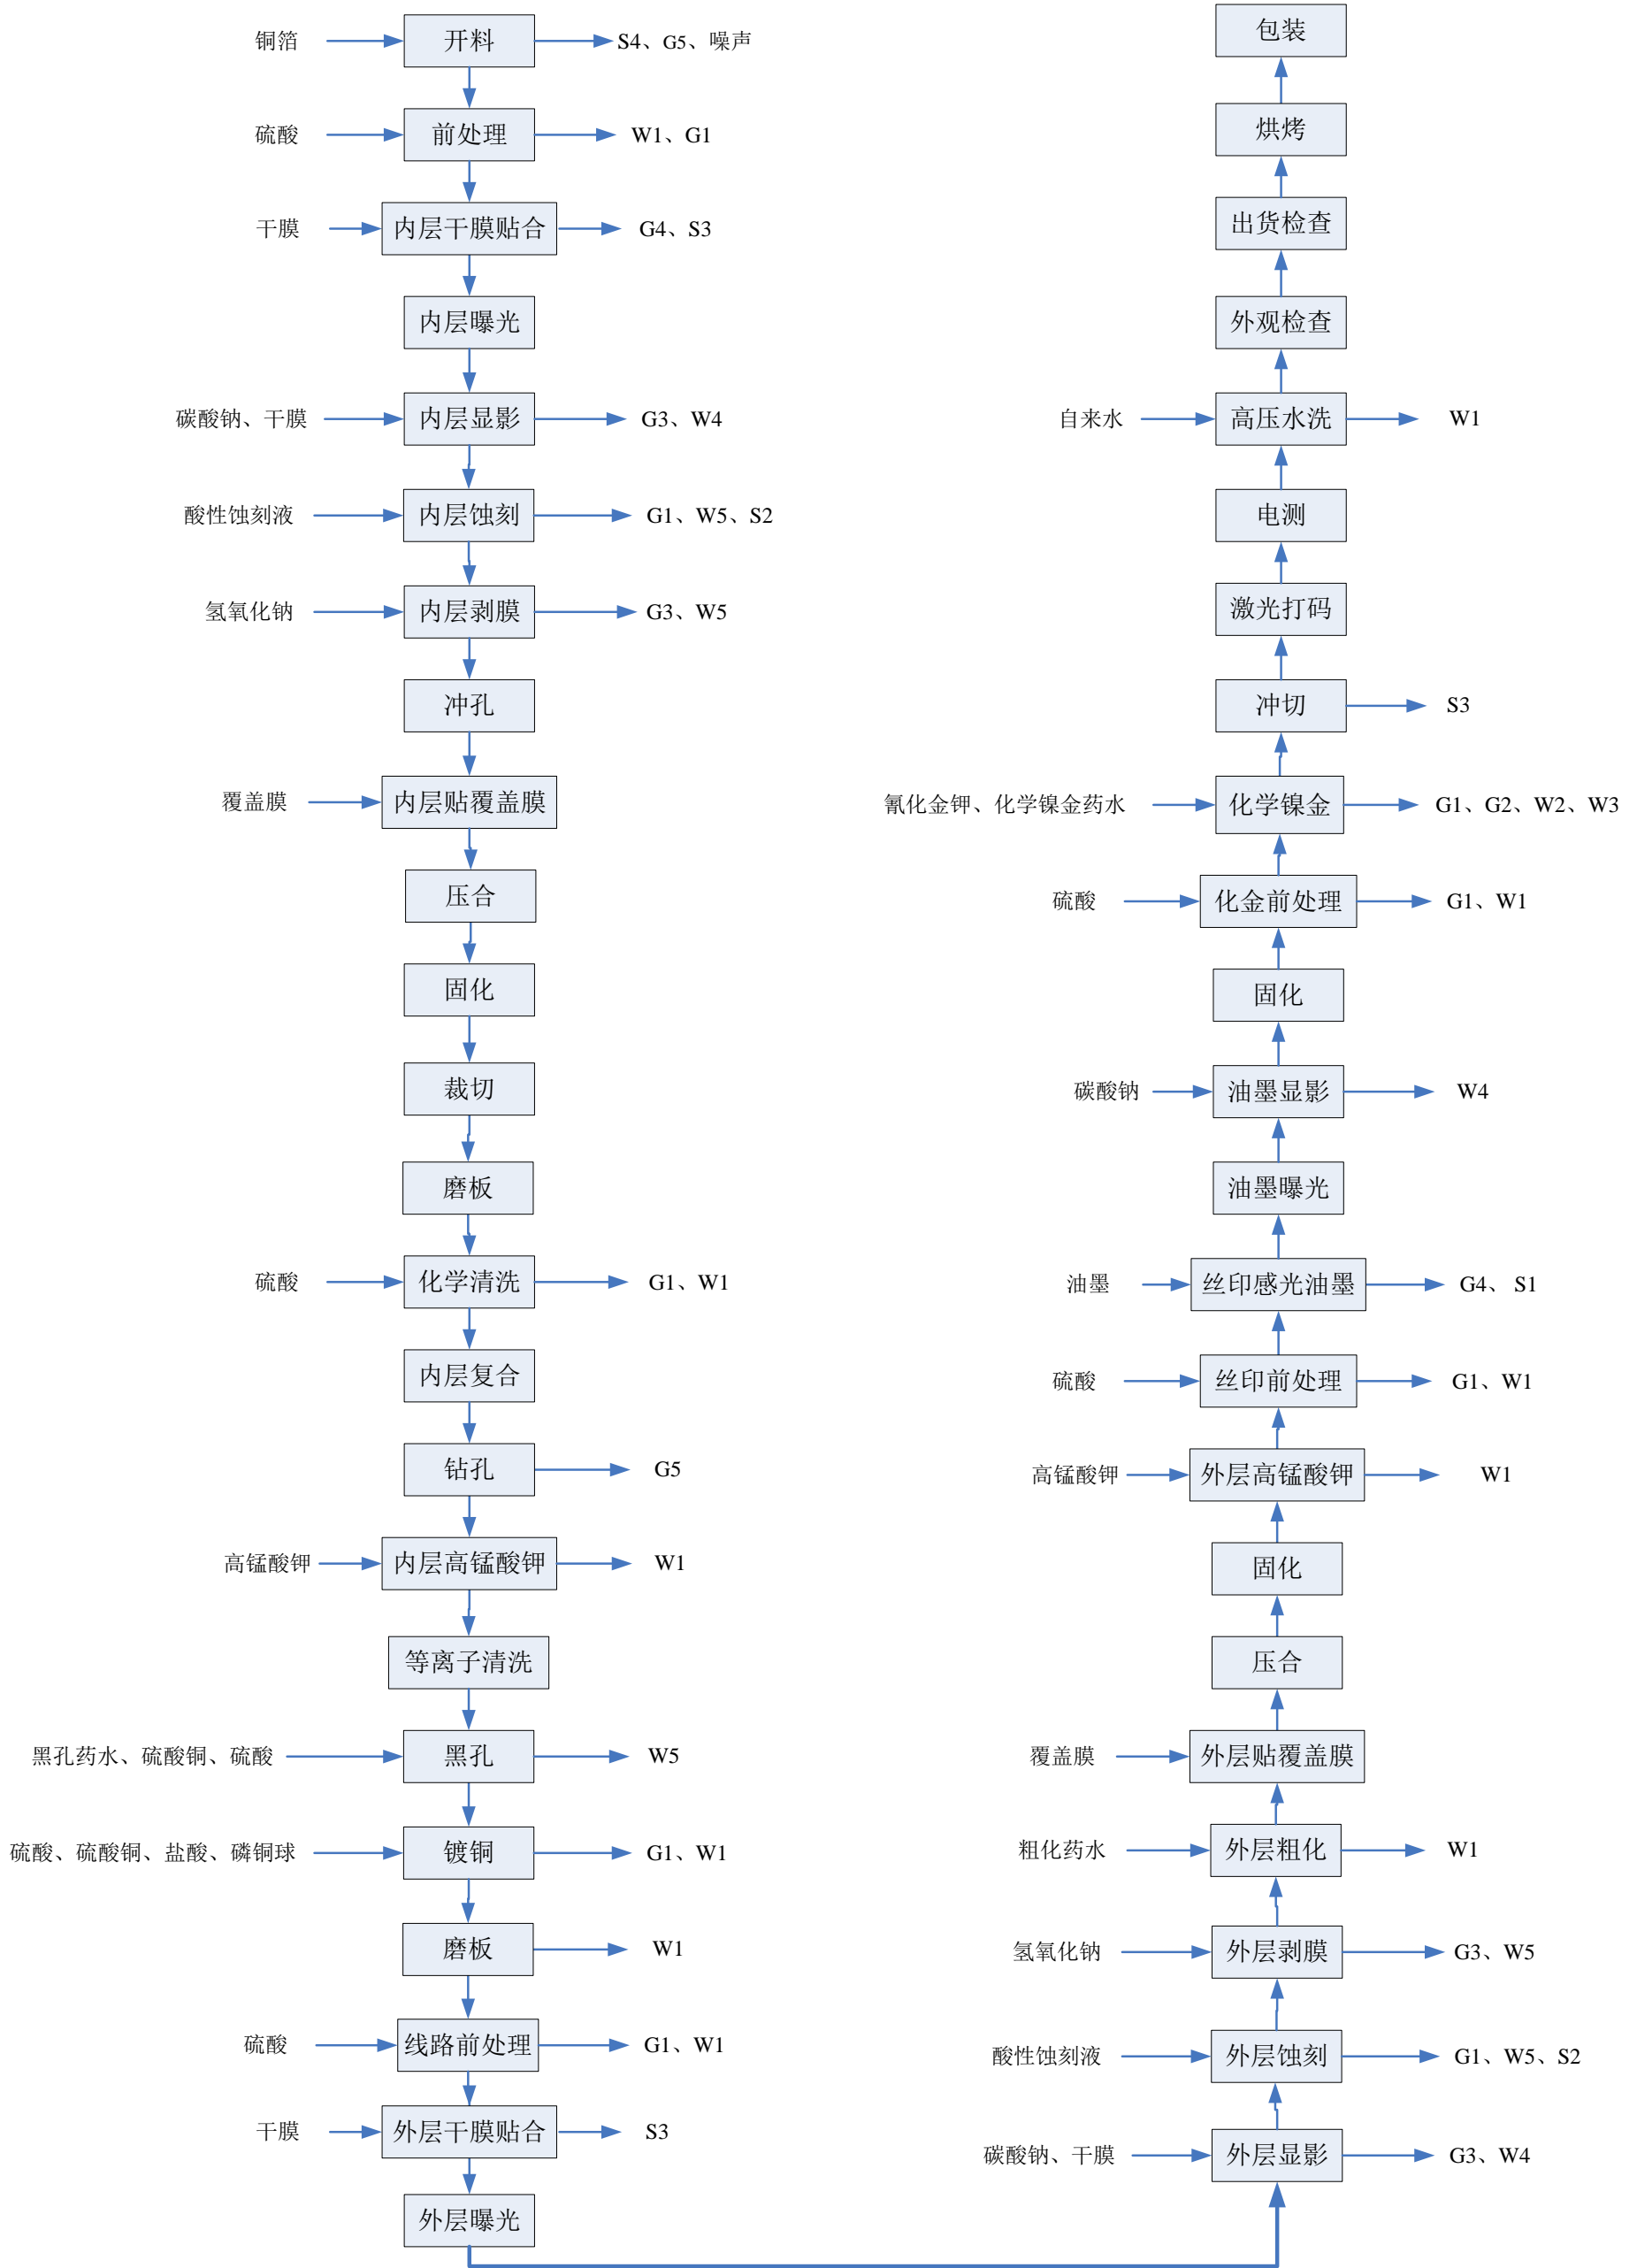 铜箔 开料 S4、G5、噪声
硫酸 前处理 W1、G1
干膜 内层干膜贴合 G4、S3
内层曝光
碳酸钠、干膜 内层显影 G3、W4
酸性蚀刻液 内层蚀刻 G1、W5、S2
氢氧化钠 内层剥膜 G3、W5
冲孔
覆盖膜 内层贴覆盖膜
压合
固化
裁切
磨板
硫酸 化学清洗 G1、W1
内层复合
钻孔 G5
高锰酸钾 内层高锰酸钾 W1
等离子清洗
黑孔药水、硫酸铜、硫酸 黑孔 W5
硫酸、硫酸铜、盐酸、磷铜球 镀铜 G1、W1
磨板 W1
硫酸 线路前处理 G1、W1
干膜 外层干膜贴合 S3
外层曝光
包装
烘烤
出货检查
外观检查
自来水 高压水洗 W1
电测
激光打码
冲切 S3
氰化金钾、化学镍金药水 化学镍金 G1、G2、W2、W3
硫酸 化金前处理 G1、W1
固化
碳酸钠 油墨显影 W4
油墨曝光
油墨 丝印感光油墨 G4、 S1
硫酸 丝印前处理 G1、W1
高锰酸钾 外层高锰酸钾 W1
固化
压合
覆盖膜 外层贴覆盖膜
粗化药水 外层粗化 W1
氢氧化钠 外层剥膜 G3、W5
酸性蚀刻液 外层蚀刻 G1、W5、S2
碳酸钠、干膜 外层显影 G3、W4